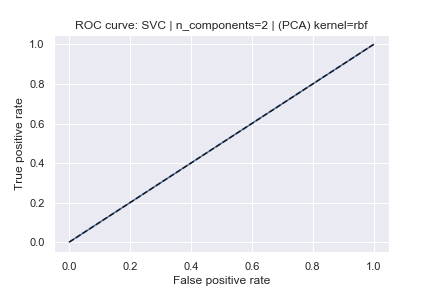 ROC curve: SVC | n_components=2 | (PCA) kernel=rbf
True positive rate
1.0
0.8
0.6
0.4
0.2
0.0
0.0 0.2 0.4 0.6 0.8 1.0
False positive rate